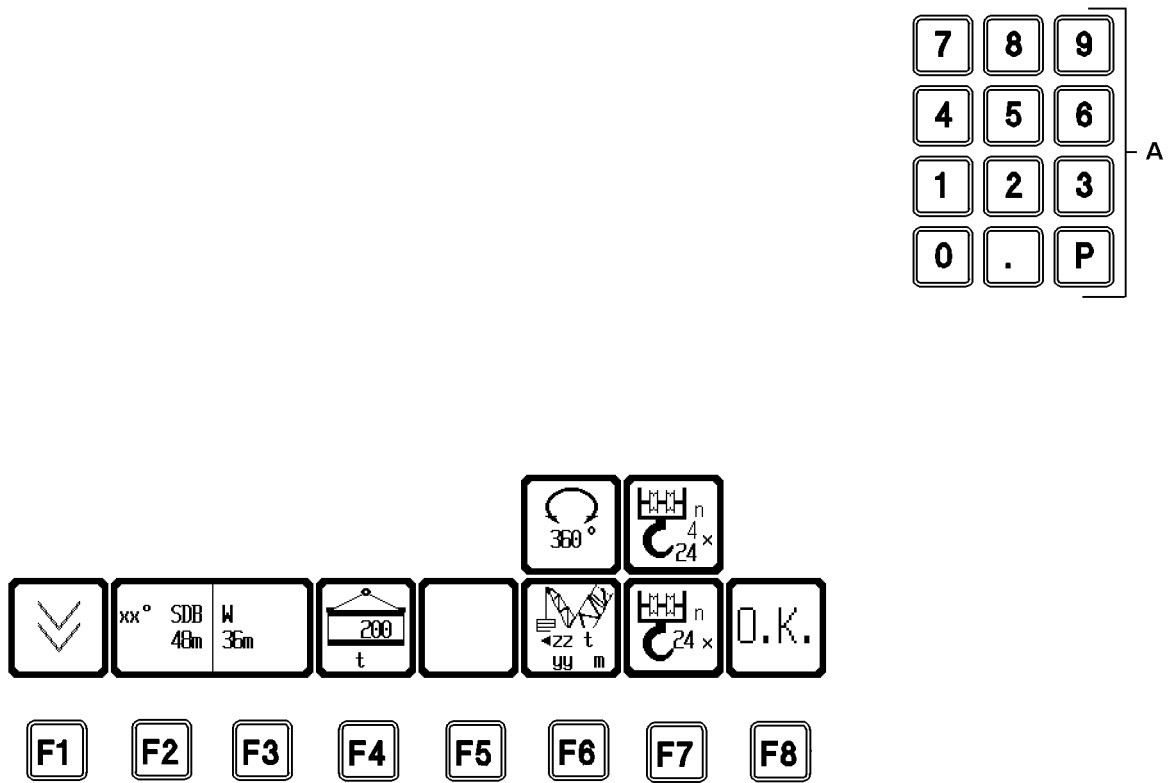 7 8 9
4 5 6
A
1 2 3
0 . P
360°
n
4
24 ×
xx° SDB W
48m 36m
200
t
◄zz t
yy m
n
24 ×
O.K.
F1 F2 F3 F4 F5 F6 F7 F8